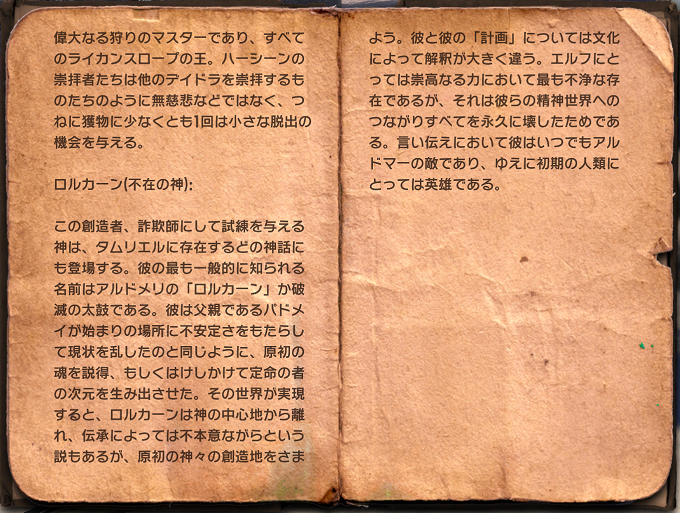 偉大なる狩りのマスターであり、すべて
のライカンスロープの王。ハーシーンの
崇拝者たちは他のデイドラを崇拝するも
のたちのように無慈悲などではなく、つ
ねに獲物に少なくとも1回は小さな脱出の
機会を与える。
ロルカーン(不在の神):
この創造者、詐欺師にして試練を与える
神は、タムリエルに存在するどの神話に
も登場する。彼の最も一般的に知られる
名前はアルドメリの「ロルカーン」か破
滅の太鼓である。彼は父親であるパドメ
イが始まりの場所に不安定さをもたらし
て現状を乱したのと同じように、原初の
魂を説得、もしくはけしかけて定命の者
の次元を生み出させた。その世界が実現
すると、ロルカーンは神の中心地から離
れ、伝承によっては不本意ながらという
説もあるが、原初の神々の創造地をさま
よう。彼と彼の「計画」については文化
によって解釈が大きく違う。エルフにと
っては崇高なる力において最も不浄な存
在であるが、それは彼らの精神世界への
つながりすべてを永久に壊したためであ
る。言い伝えにおいて彼はいつでもアル
ドマーの敵であり、ゆえに初期の人類に
とっては英雄である。